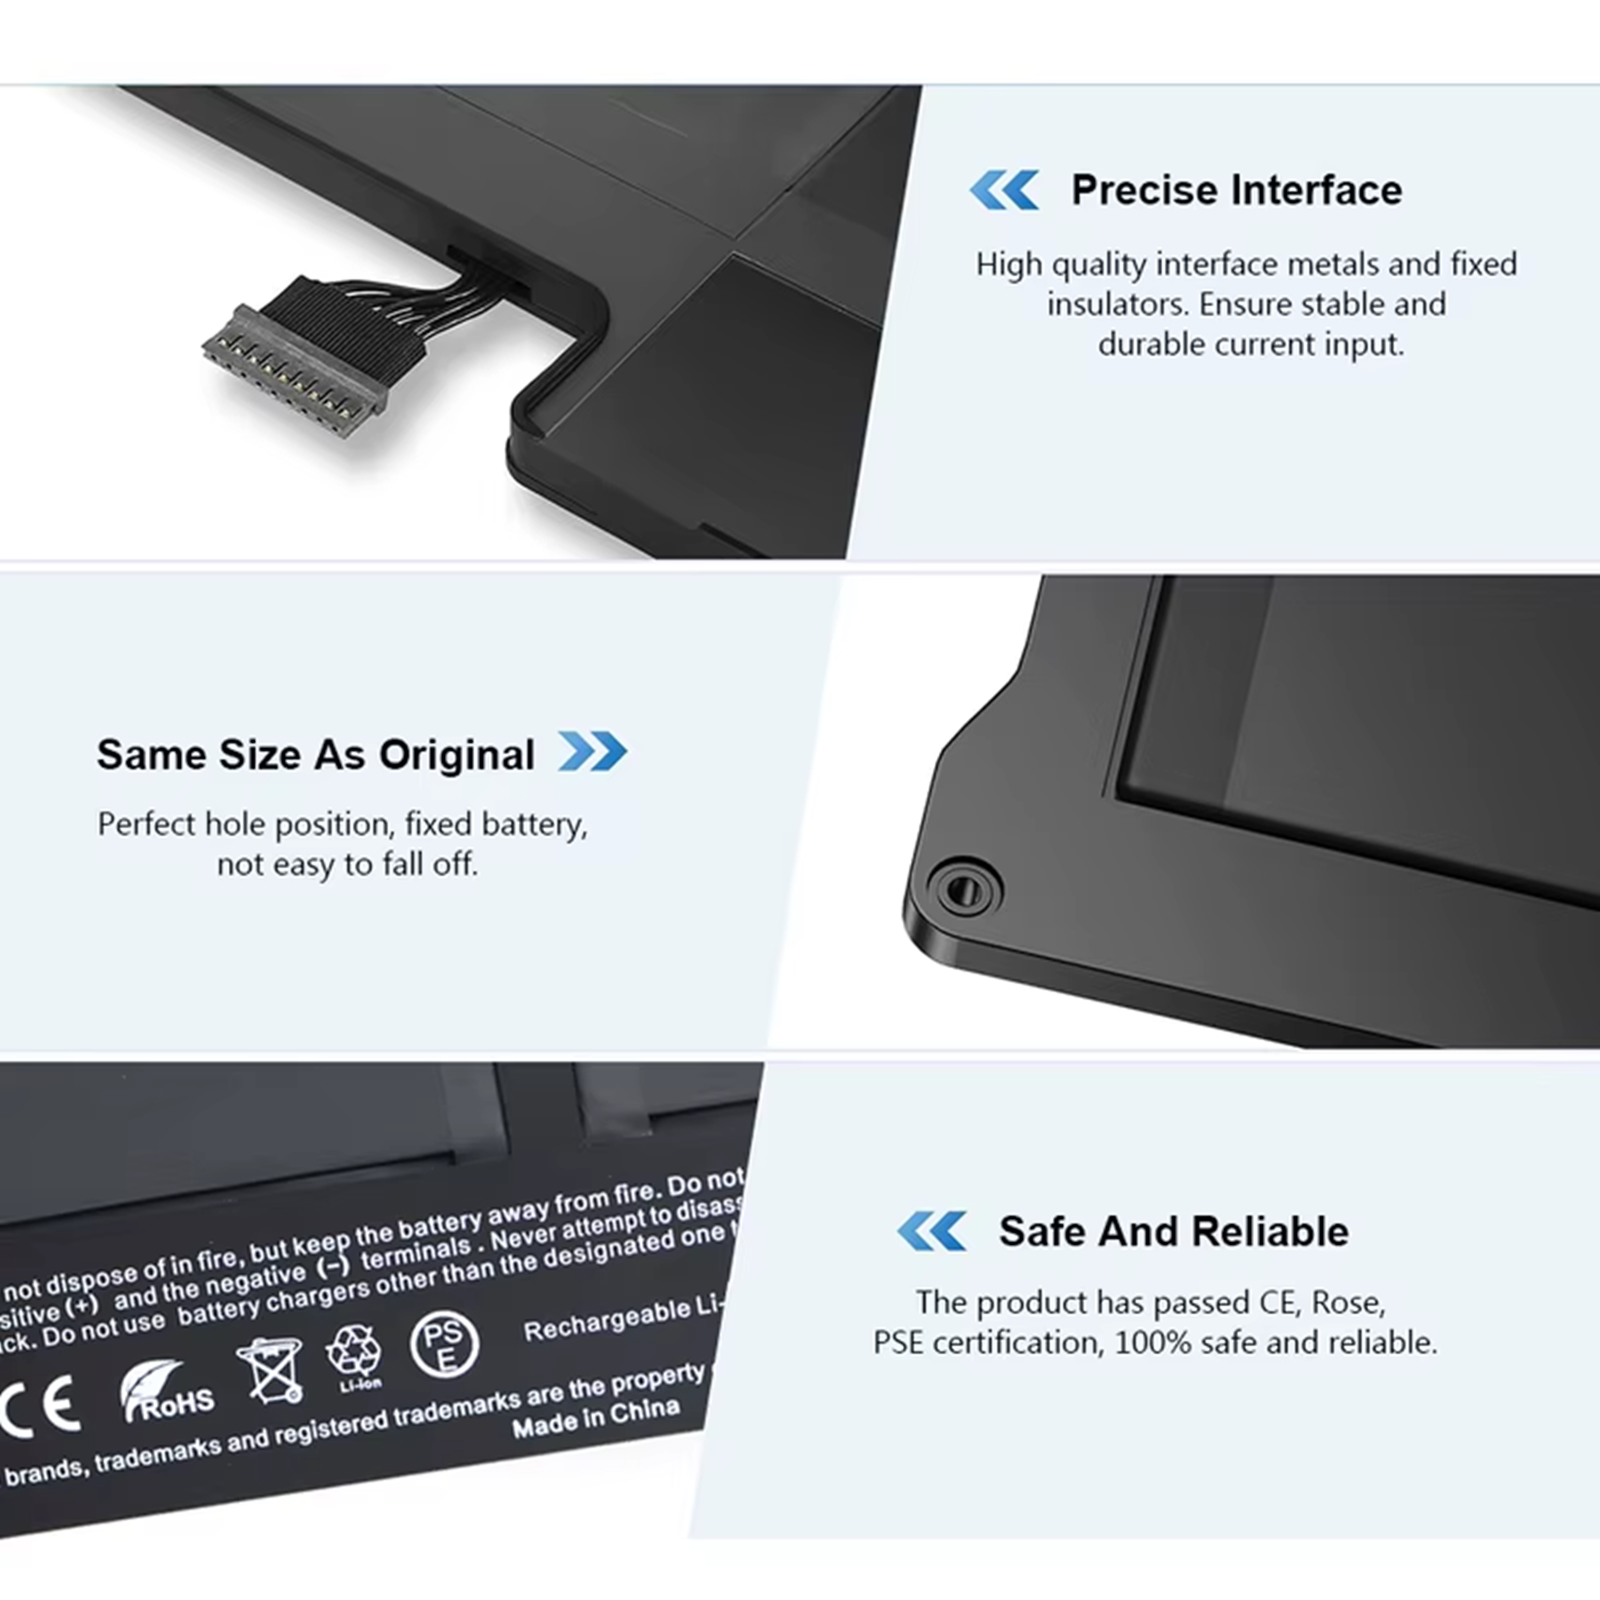 Precise Interface
High quality interface metals and fixed
insulators. Ensure stable and
durable current input.
Same Size As Original
Perfect hole position, fixed battery,
not easy to fall off.
not dispose of in fire, but keep the battery away from fire. Do not
sitive (+) and the negative (-) terminals . Never attempt to disass
ck. Do not use battery chargers other than the designated one t
CE RoHS Li-ion PS E Rechargeable Li-
brands, trademarks and registered trademarks are the property
Made in China
Safe And Reliable
The product has passed CE, Rose,
PSE certification, 100% safe and reliable.